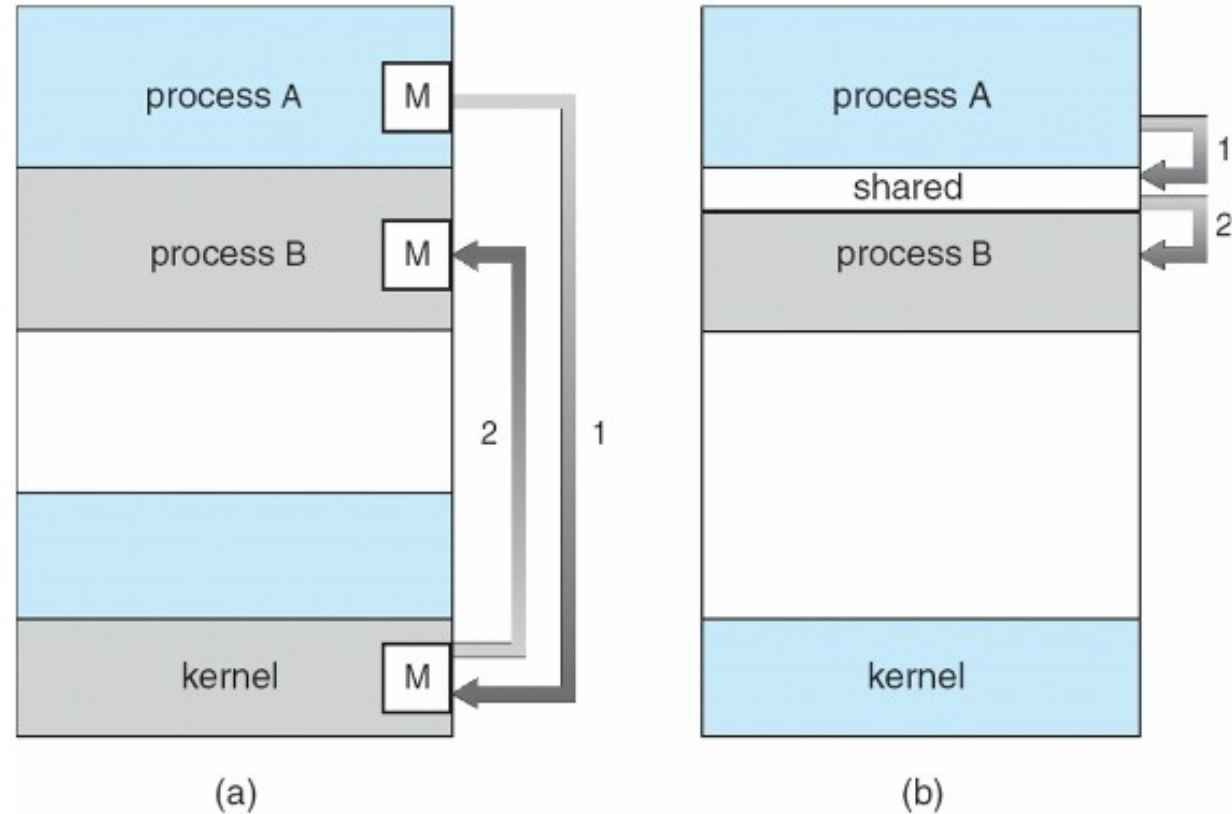 process A
M
process B
M
2
1
kernel
M
(a)
process A
1
shared
2
process B
kernel
(b)